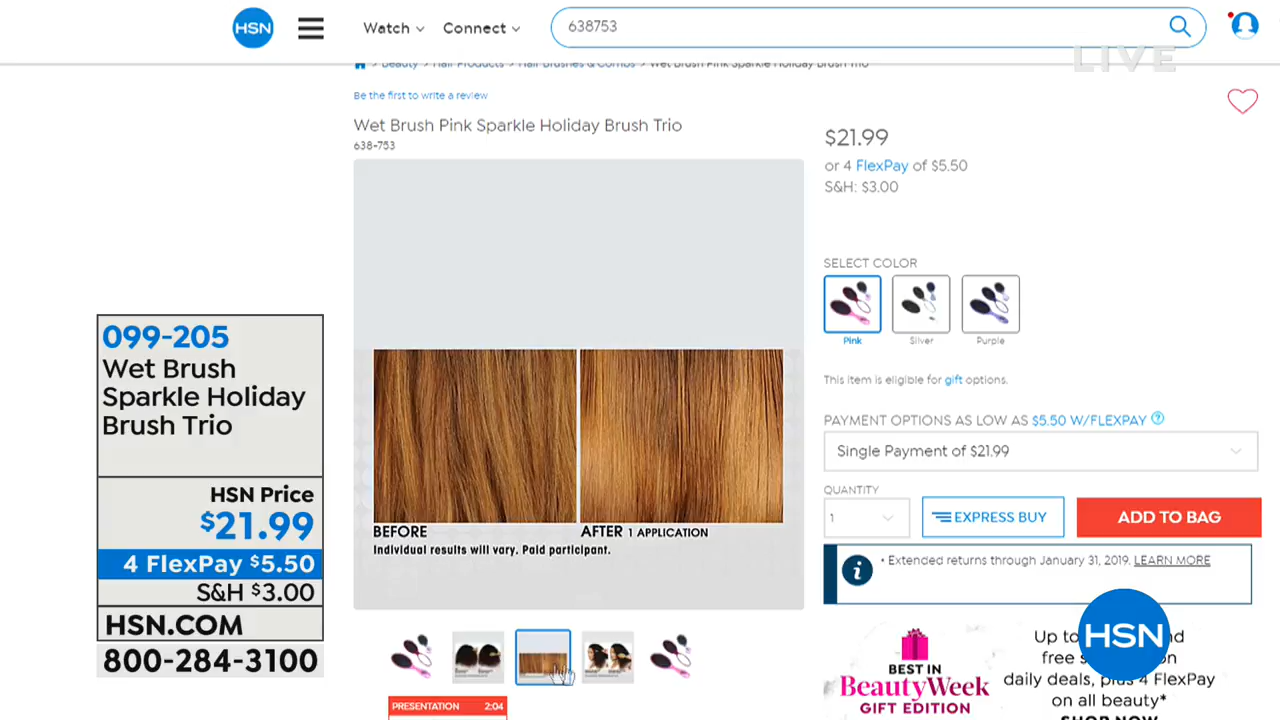 HSN
Watch
Connect
638753
LIVE
Beauty > Hair Products > Hair Brushes & Combs > Wet Brush Pink Sparkle Holiday Brush Trio
Be the first to write a review
Wet Brush Pink Sparkle Holiday Brush Trio
638-753
$21.99
or 4 FlexPay of $5.50
S&H: $3.00
SELECT COLOR
Pink
Silver
Purple
This item is eligible for gift options.
PAYMENT OPTIONS AS LOW AS $5.50 W/FLEXPAY ?
Single Payment of $21.99
QUANTITY
1
EXPRESS BUY
ADD TO BAG
i
• Extended returns through January 31, 2019. LEARN MORE
BEFORE
AFTER 1 APPLICATION
Individual results will vary. Paid participant.
099-205
Wet Brush
Sparkle Holiday
Brush Trio
HSN Price
$21.99
4 FlexPay $5.50
S&H $3.00
HSN.COM
800-284-3100
PRESENTATION 2:04
BEST IN
BeautyWeek
GIFT EDITION
Up to
free
daily deals, plus 4 FlexPay
on all beauty*
SHOP NOW
HSN